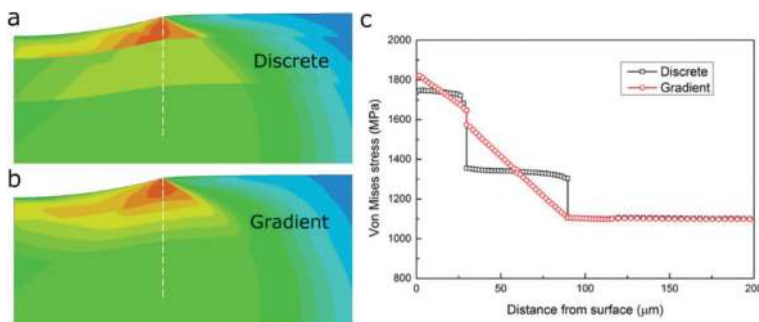 a
Discrete
b
Gradient
c
2000
1800
1600
1400
1200
1000
800
Von Mises stress (MPa)
Discrete
Gradient
0
50
100
150
200
Distance from surface (μm)